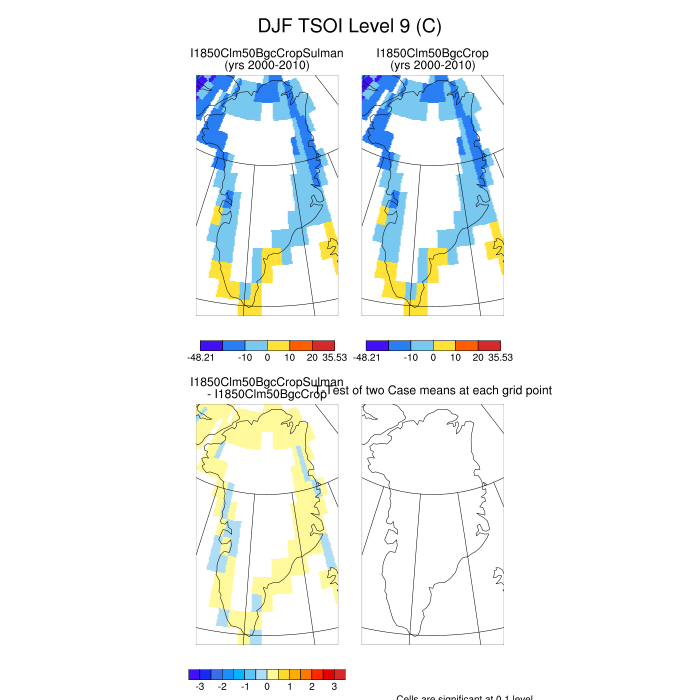 DJF TSOI Level 9 (C)
I1850Clm50BgcCropSulman
(yrs 2000-2010)
I1850Clm50BgcCrop
(yrs 2000-2010)
-48.21 -10 0 10 20 35.53
-48.21 -10 0 10 20 35.53
I1850Clm50BgcCropSulman
- I1850Clm50BgcCrop
T-Test of two Case means at each grid point
-3 -2 -1 0 1 2 3
Cells are significant at 0.1 level